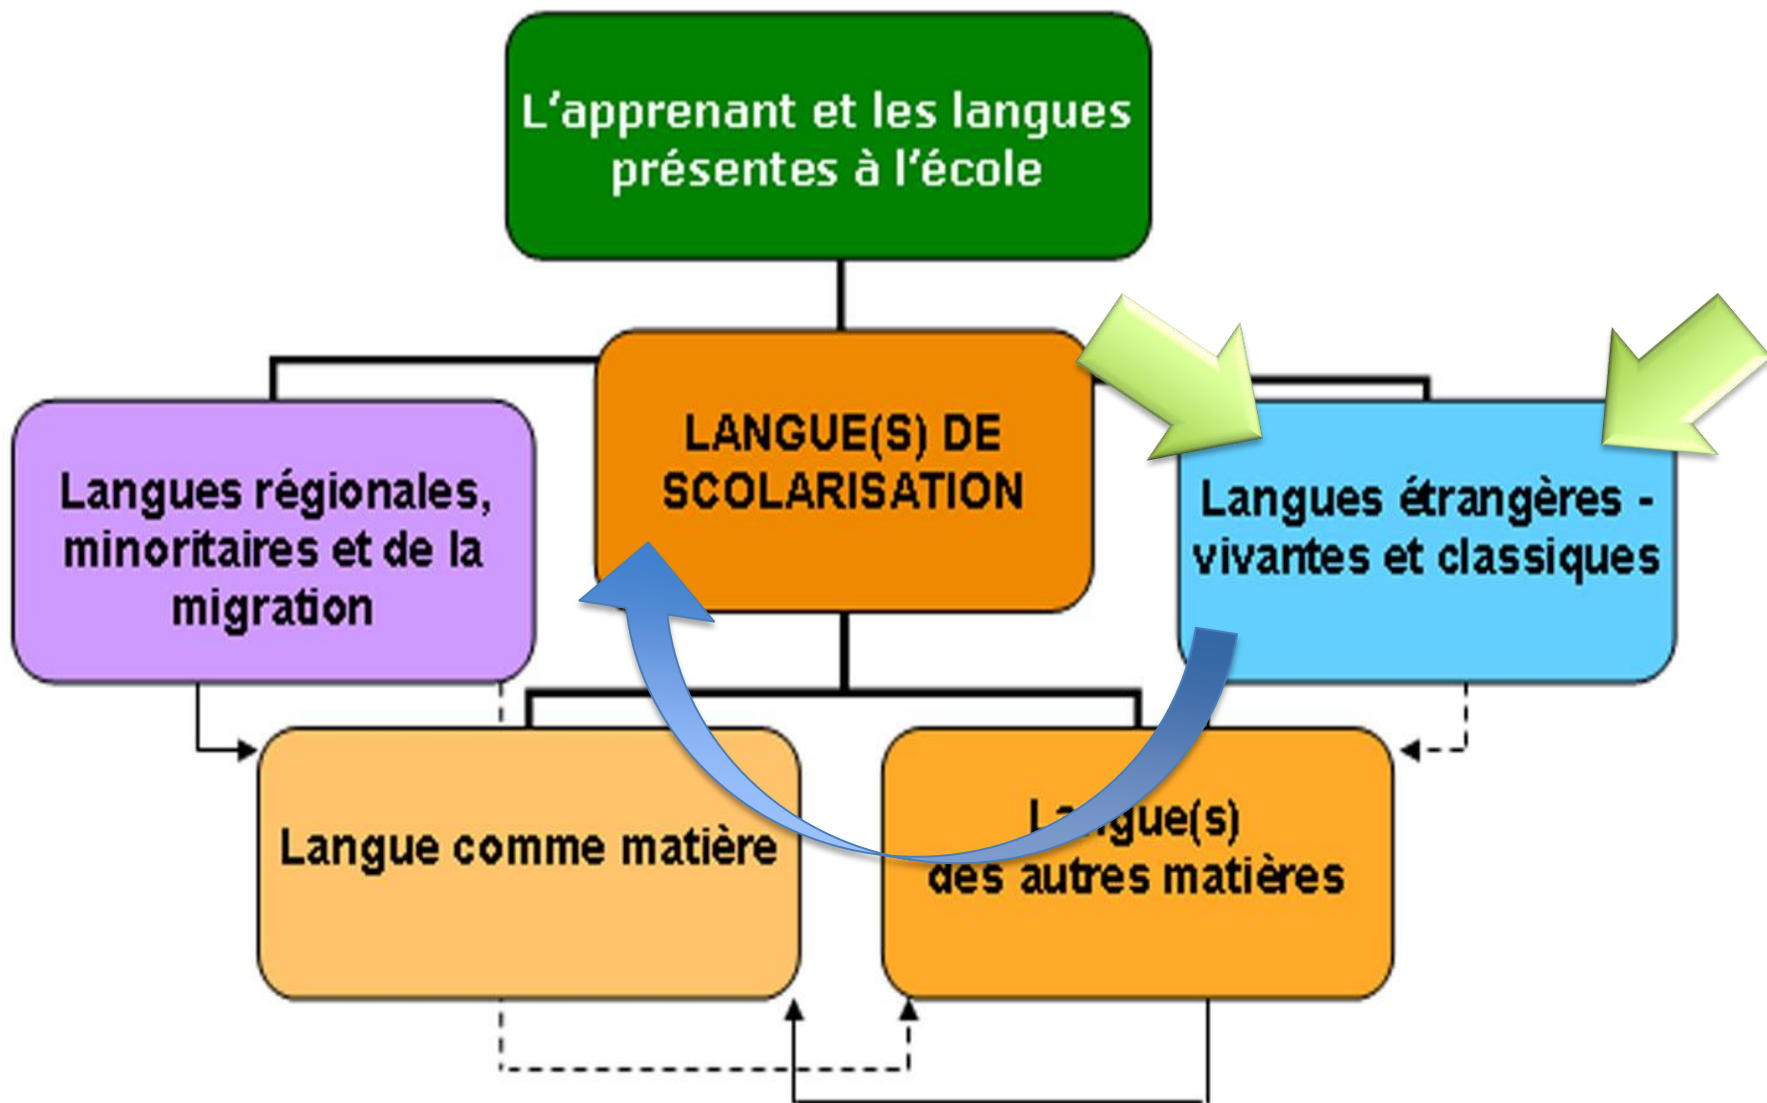 L'apprenant et les langues
présentes à l'école
LANGUE(S) DE
SCOLARISATION
Langues régionales,
minoritaires et de la
migration
Langues étrangères -
vivantes et classiques
Langue comme matière
Langue(s)
des autres matières